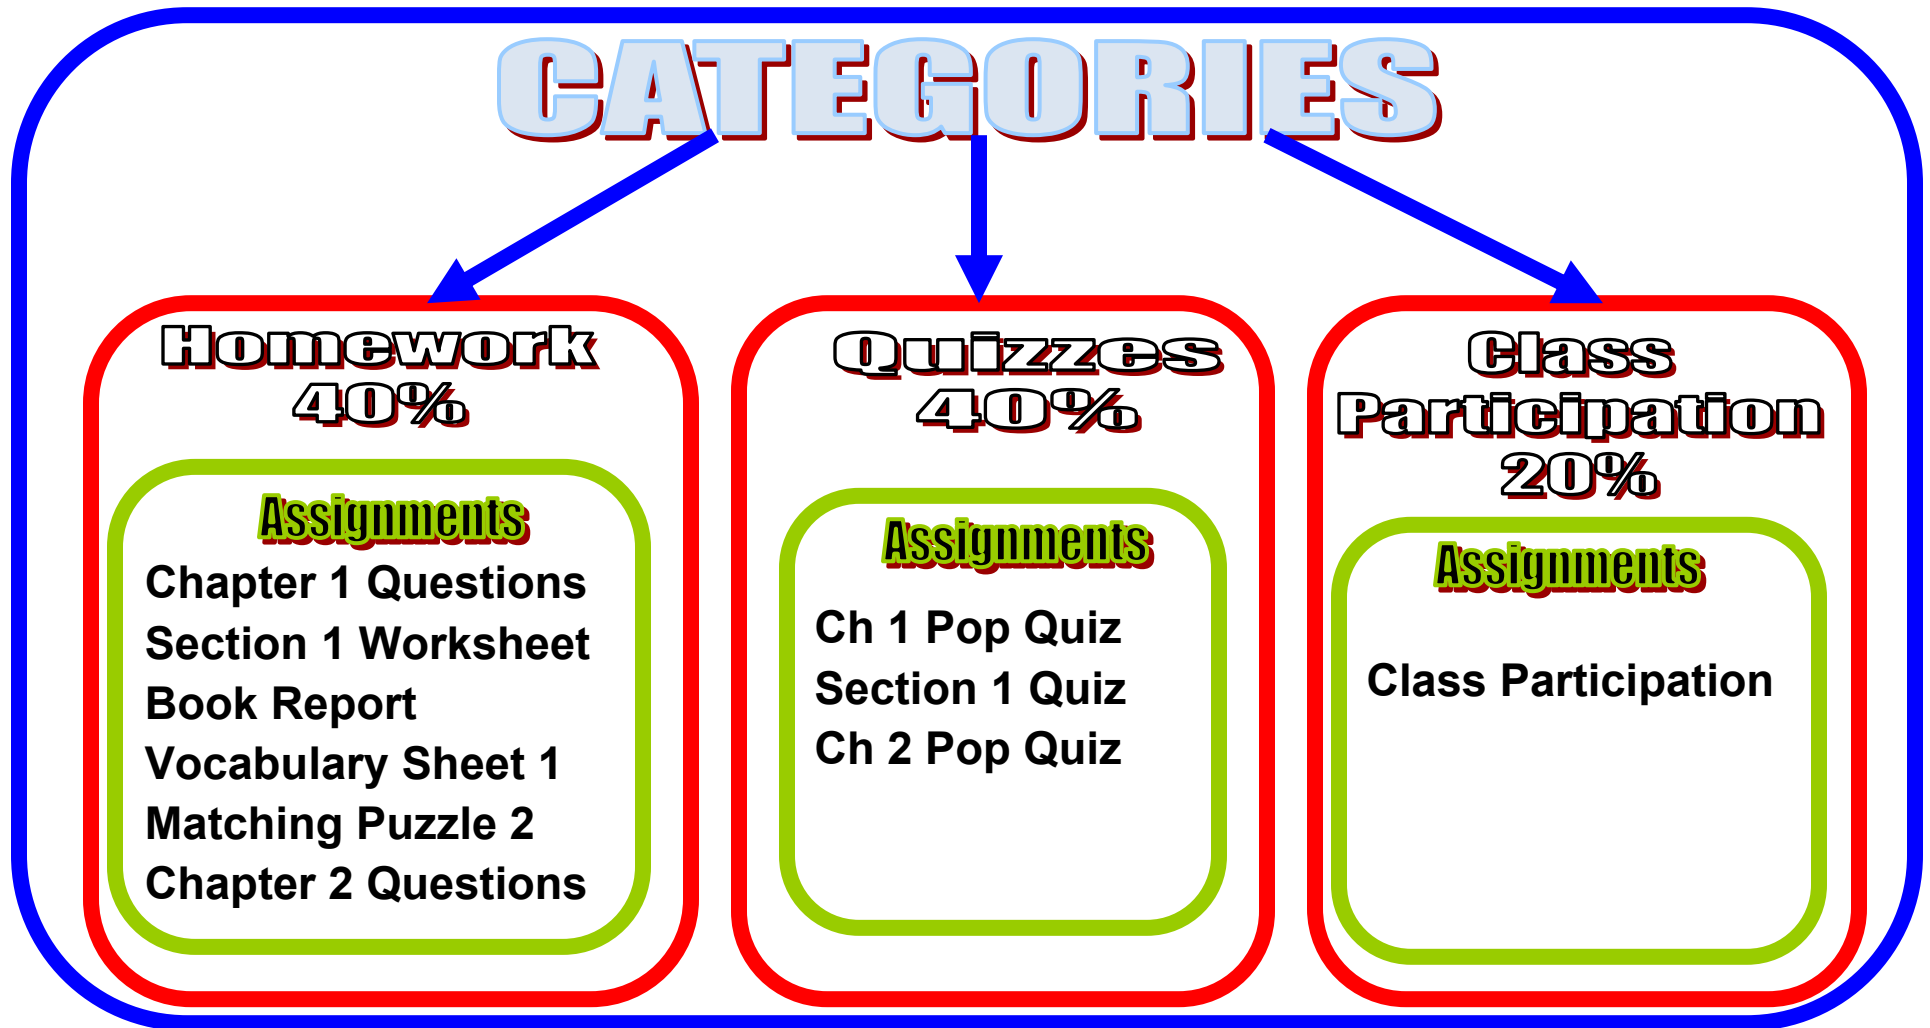 CATEGORIES
Homework
40%
Assignments
Chapter 1 Questions
Section 1 Worksheet
Book Report
Vocabulary Sheet 1
Matching Puzzle 2
Chapter 2 Questions
Quizzes
40%
Assignments
Ch 1 Pop Quiz
Section 1 Quiz
Ch 2 Pop Quiz
Class
Participation
20%
Assignments
Class Participation